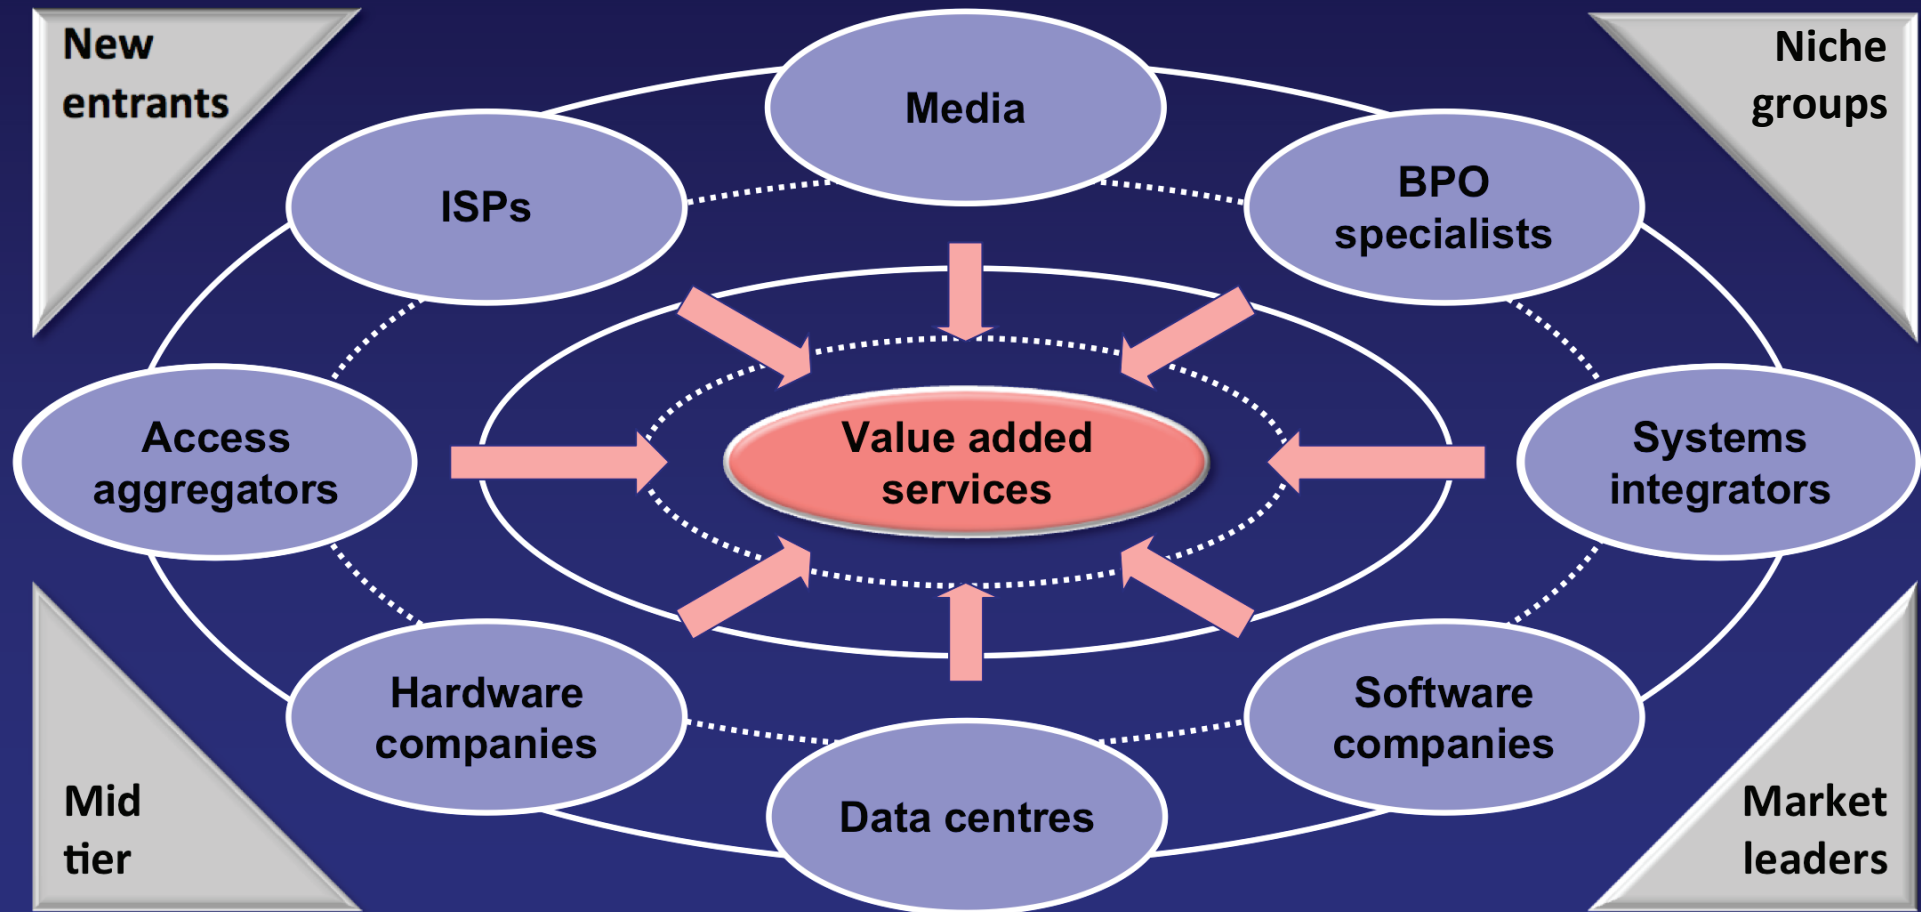 New
entrants
Niche
groups
Media
ISPs
BPO
specialists
Access
aggregators
Value added
services
Systems
integrators
Hardware
companies
Software
companies
Data centres
Mid
tier
Market
leaders